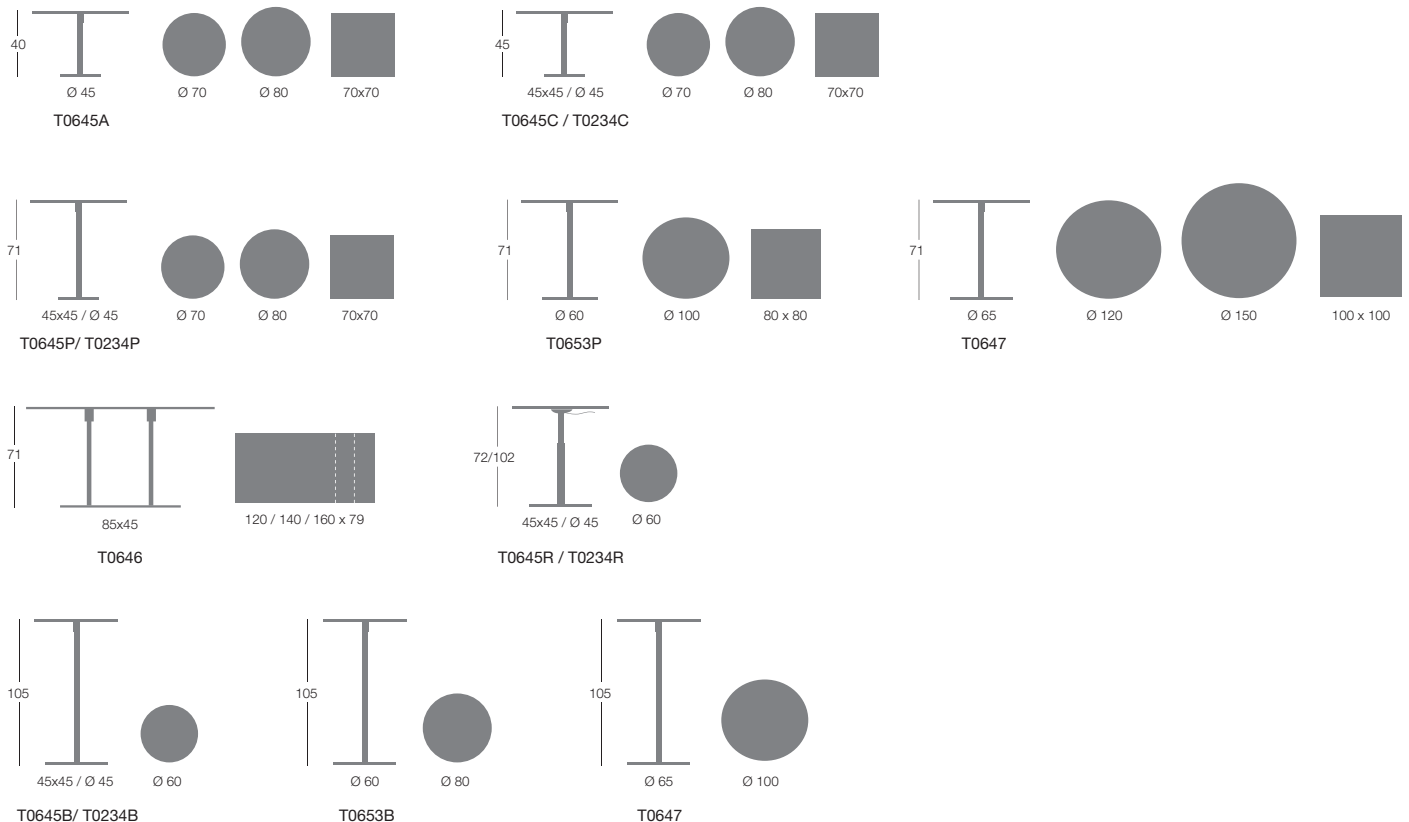 40
Ø 45
Ø 70
Ø 80
70x70
T0645A
45
45x45 / Ø 45
Ø 70
Ø 80
70x70
T0645C / T0234C
71
45x45 / Ø 45
Ø 70
Ø 80
70x70
T0645P/ T0234P
71
Ø 60
Ø 100
80 x 80
T0653P
71
Ø 65
Ø 120
Ø 150
100 x 100
T0647
71
85x45
120 / 140 / 160 x 79
T0646
72/102
45x45 / Ø 45
Ø 60
T0645R / T0234R
105
45x45 / Ø 45
Ø 60
T0645B/ T0234B
105
Ø 60
Ø 80
T0653B
105
Ø 65
Ø 100
T0647